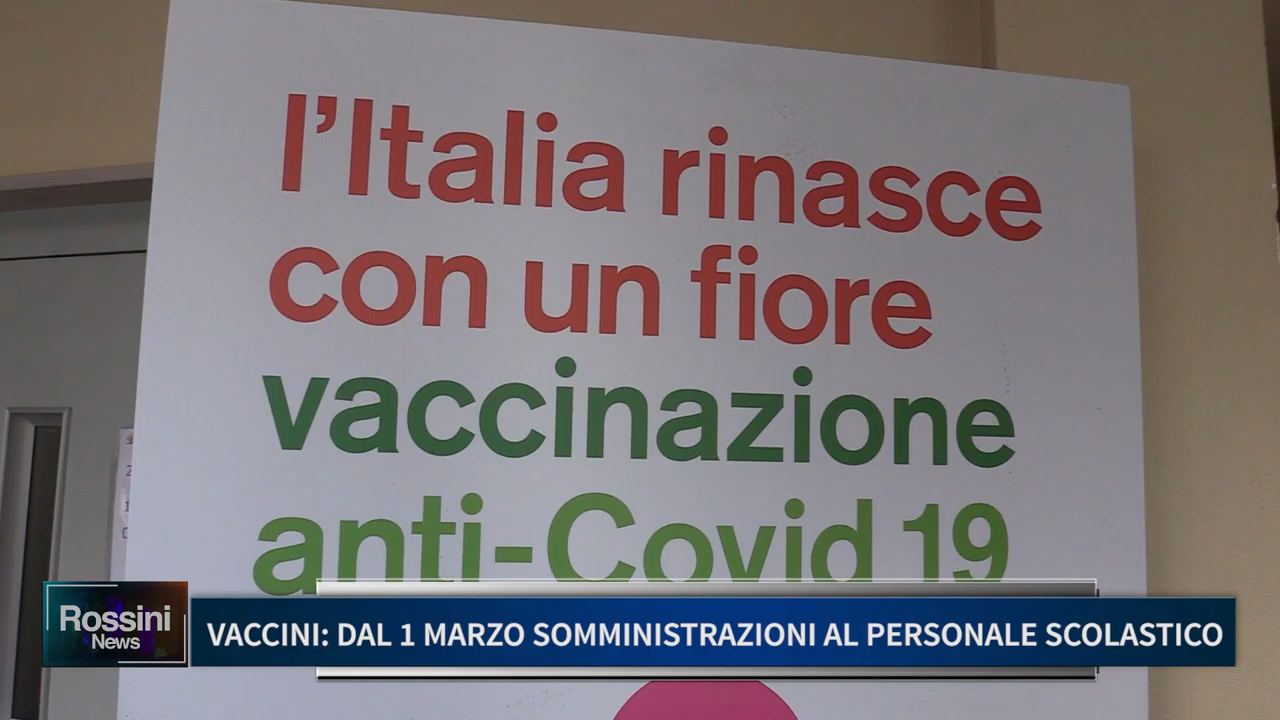 l'Italia rinasce
con un fiore
vaccinazione
anti-Covid 19
Rossini
News
VACCINI: DAL 1 MARZO SOMMINISTRAZIONI AL PERSONALE SCOLASTICO